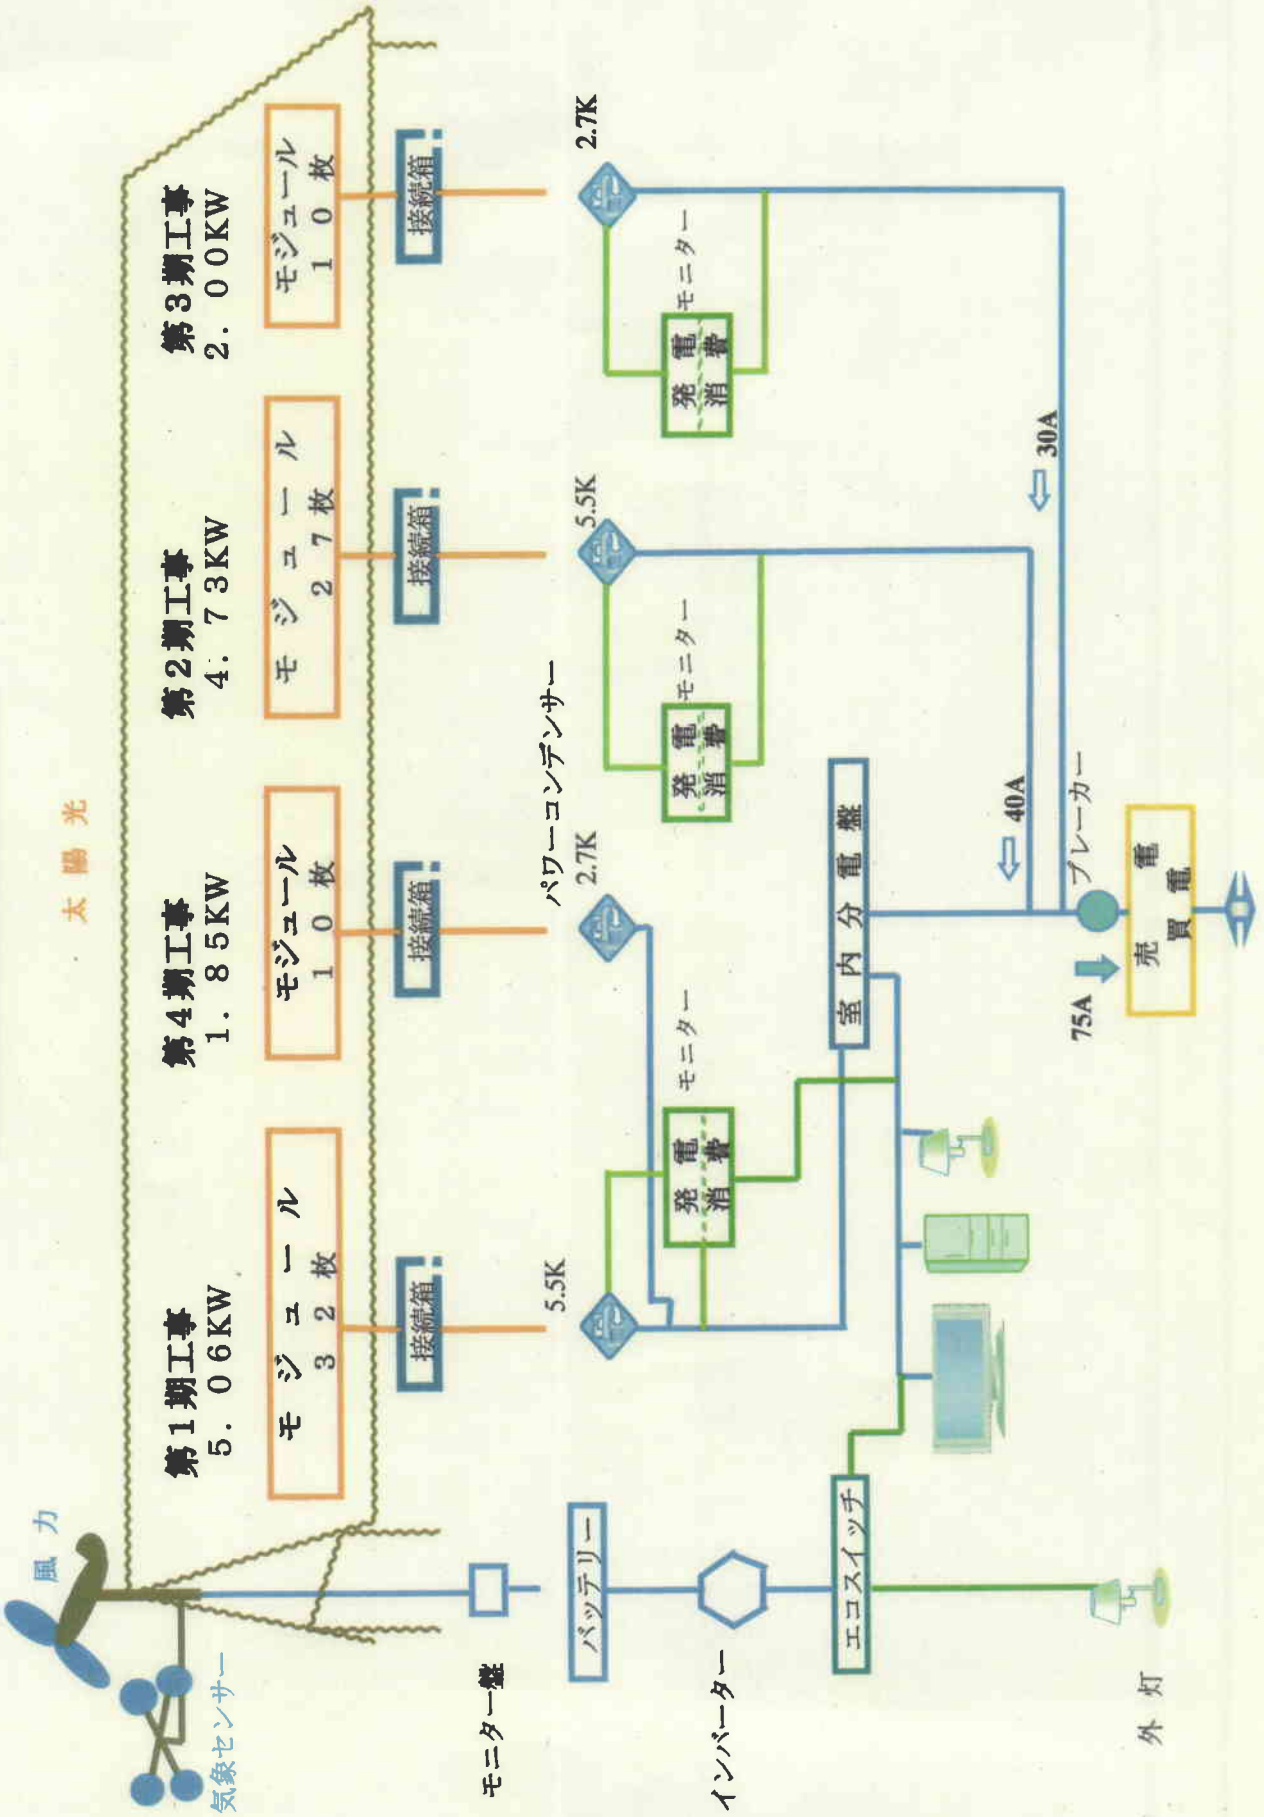 太陽光
風力
気象センサー
第1期工事
5.06KW
第4期工事
1.85KW
第2期工事
4.73KW
第3期工事
2.00KW
モジュール
32枚
モジュール
10枚
モジュール
27枚
モジュール
10枚
接続箱
接続箱
接続箱
接続箱
モニター盤
5.5K
パワーコンデンサー
2.7K
5.5K
2.7K
バッテリー
発電
消費
モニター
発電
消費
モニター
発電
消費
モニター
インバーター
エコスイッチ
室内分電盤
40A
30A
75A
ブレーカー
売電
買電
外灯